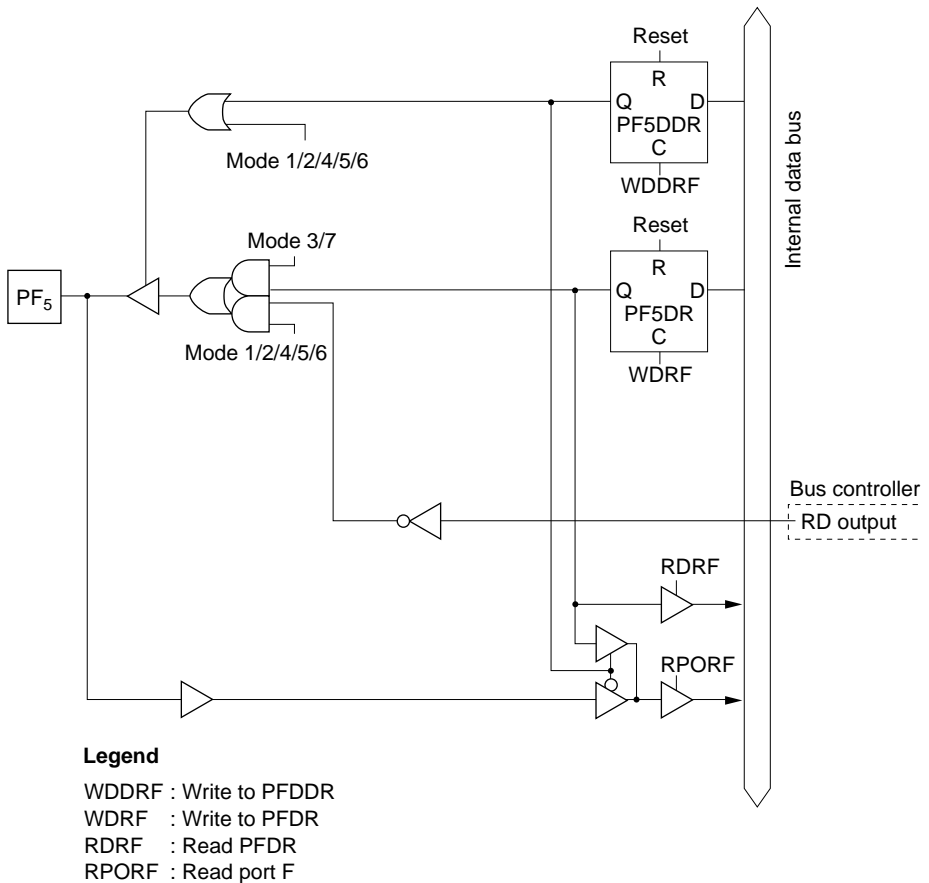 Reset
R
Q D
PF5DDR
C
WDDRF
Mode 1/2/4/5/6
Internal data bus
Reset
R
Q D
PF5DR
C
WDRF
Mode 3/7
PF5
Mode 1/2/4/5/6
Bus controller
RD output
RDRF
RPORF
Legend
WDDRF : Write to PFDDR
WDRF : Write to PFDR
RDRF : Read PFDR
RPORF : Read port F